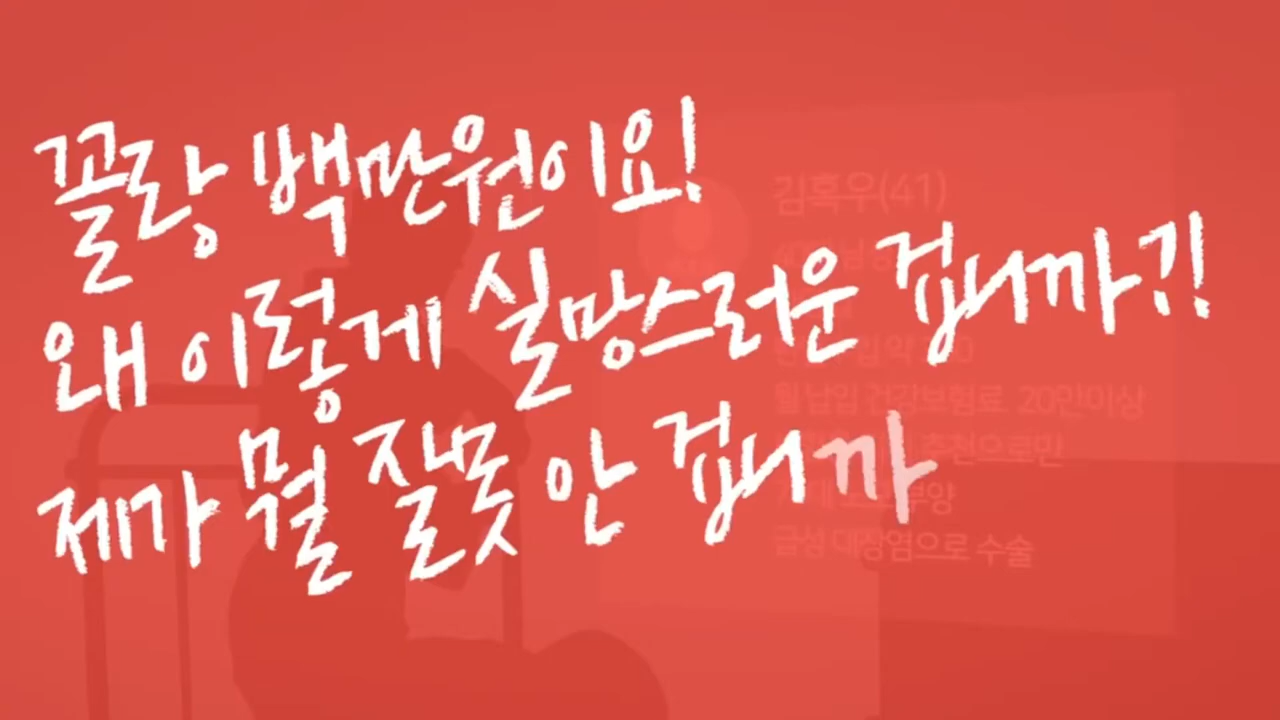 꼴랑 백만원이요!
왜 이렇게 실망스러운 겁니까?!
제가 뭘 잘못 안 겁니까
김흑우(41)
월 납입 건강보험료 20만이상
급성 대장염으로 수술